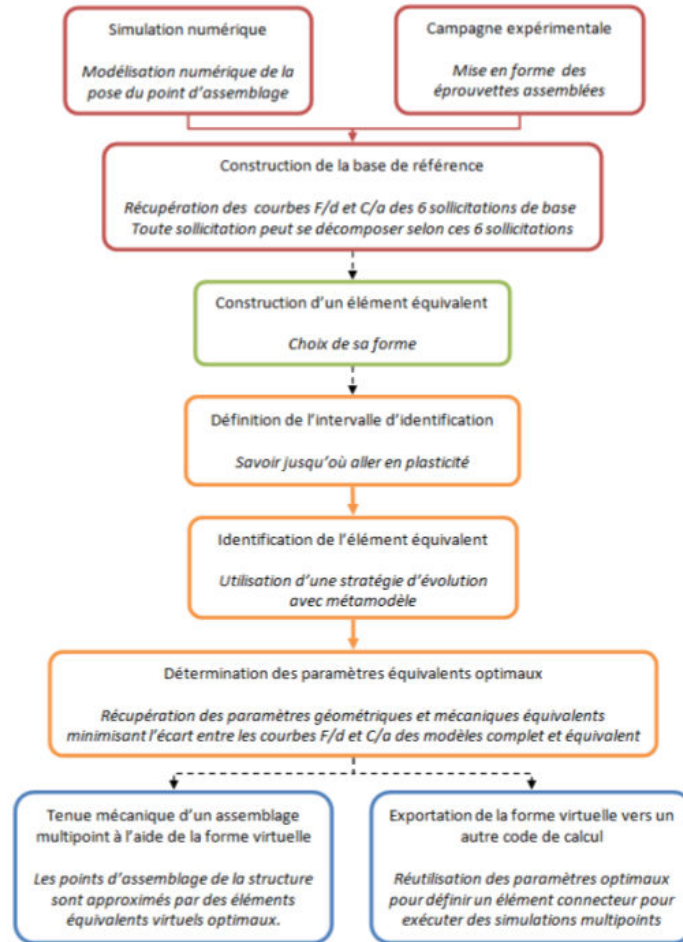 Simulation numérique
Modélisation numérique de la
pose du point d'assemblage
Campagne expérimentale
Mise en forme des
éprouvettes assemblées
Construction de la base de référence
Récupération des courbes F/d et C/a des 6 sollicitations de base
Toute sollicitation peut se décomposer selon ces 6 sollicitations
Construction d'un élément équivalent
Choix de sa forme
Définition de l'intervalle d'identification
Savoir jusqu'où aller en plasticité
Identification de l'élément équivalent
Utilisation d'une stratégie d'évolution
avec métamodèle
Détermination des paramètres équivalents optimaux
Récupération des paramètres géométriques et mécaniques équivalents
minimisant l'écart entre les courbes F/d et C/a des modèles complet et équivalent
Tenue mécanique d'un assemblage
multipoint à l'aide de la forme virtuelle
Les points d'assemblage de la structure
sont approximés par des éléments
équivalents virtuels optimaux.
Exportation de la forme virtuelle vers un
autre code de calcul
Réutilisation des paramètres optimaux
pour définir un élément connecteur pour
exécuter des simulations multipoints